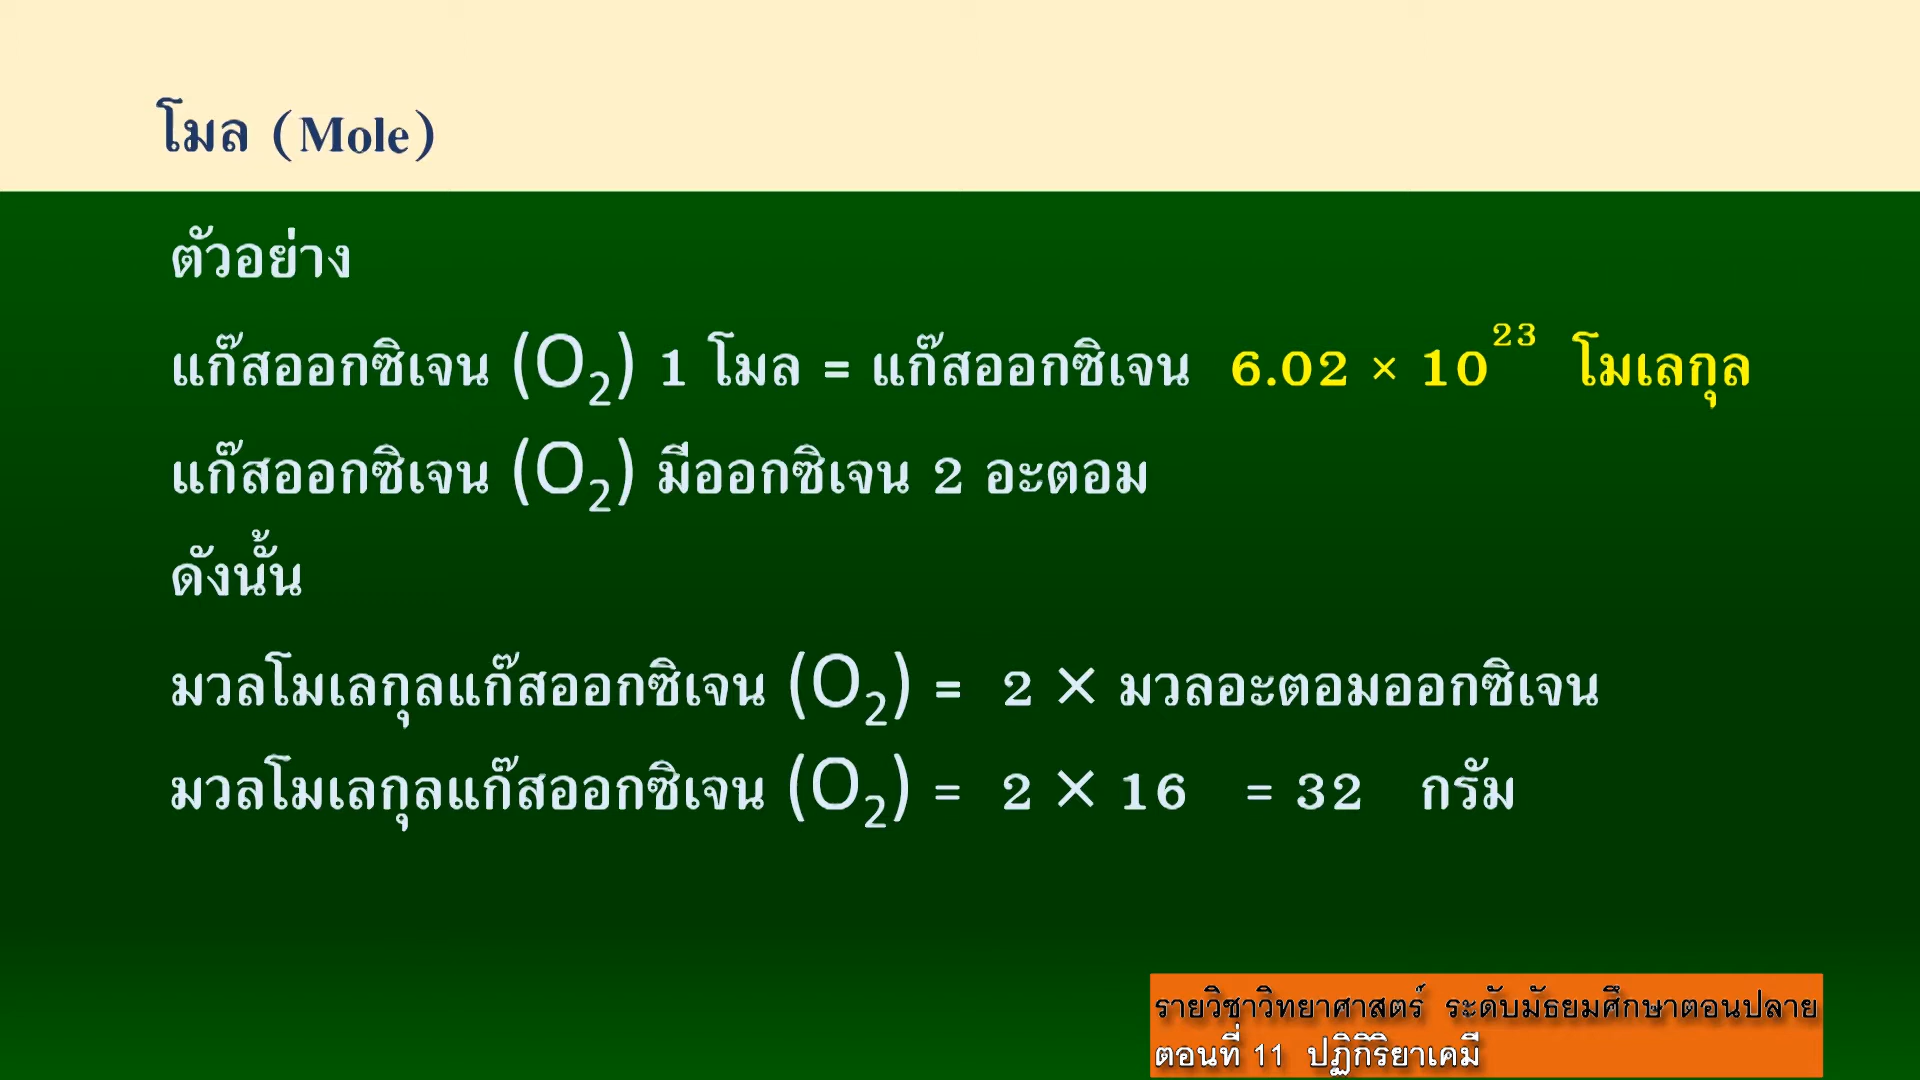 โมล (Mole)
ตัวอย่าง
แก๊สออกซิเจน (O₂) 1 โมล = แก๊สออกซิเจน 6.02 × 10²³ โมเลกุล
แก๊สออกซิเจน (O₂) มีออกซิเจน 2 อะตอม
ดังนั้น
มวลโมเลกุลแก๊สออกซิเจน (O₂) = 2 × มวลอะตอมออกซิเจน
มวลโมเลกุลแก๊สออกซิเจน (O₂) = 2 × 16 = 32 กรัม
รายวิชาวิทยาศาสตร์ ระดับมัธยมศึกษาตอนปลาย
ตอนที่ 11 ปฏิกิริยาเคมี